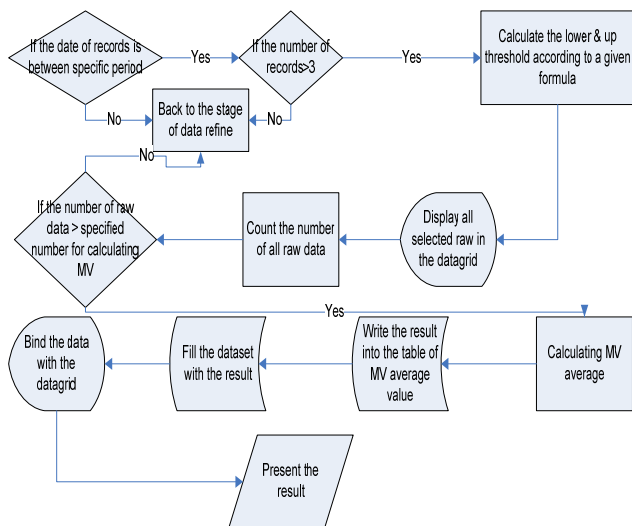 If the date of records is
between specific period
Yes
If the number of
records>3
Yes
Calculate the lower & up
threshold according to a given
formula
No
Back to the stage
of data refine
No
No
If the number of raw
data > specified
number for calculating
MV
Count the number
of all raw data
Display all
selected raw in
the datagrid
Yes
Bind the data
with the
datagrid
Fill the dataset
with the result
Write the result
into the table of
MV average
value
Calculating MV
average
Present the
result